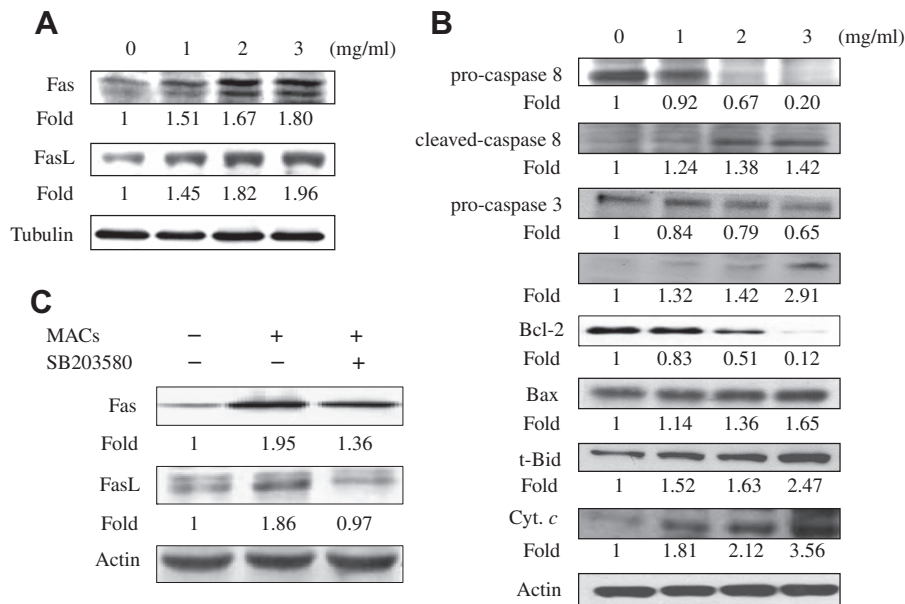 A
0 1 2 3 (mg/ml)
Fas
Fold 1 1.51 1.67 1.80
FasL
Fold 1 1.45 1.82 1.96
Tubulin
B
0 1 2 3 (mg/ml)
pro-caspase 8
Fold 1 0.92 0.67 0.20
cleaved-caspase 8
Fold 1 1.24 1.38 1.42
pro-caspase 3
Fold 1 0.84 0.79 0.65
Fold 1 1.32 1.42 2.91
Bcl-2
Fold 1 0.83 0.51 0.12
Bax
Fold 1 1.14 1.36 1.65
t-Bid
Fold 1 1.52 1.63 2.47
Cyt. c
Fold 1 1.81 2.12 3.56
Actin
C
MACs − + +
SB203580 − − +
Fas
Fold 1 1.95 1.36
FasL
Fold 1 1.86 0.97
Actin